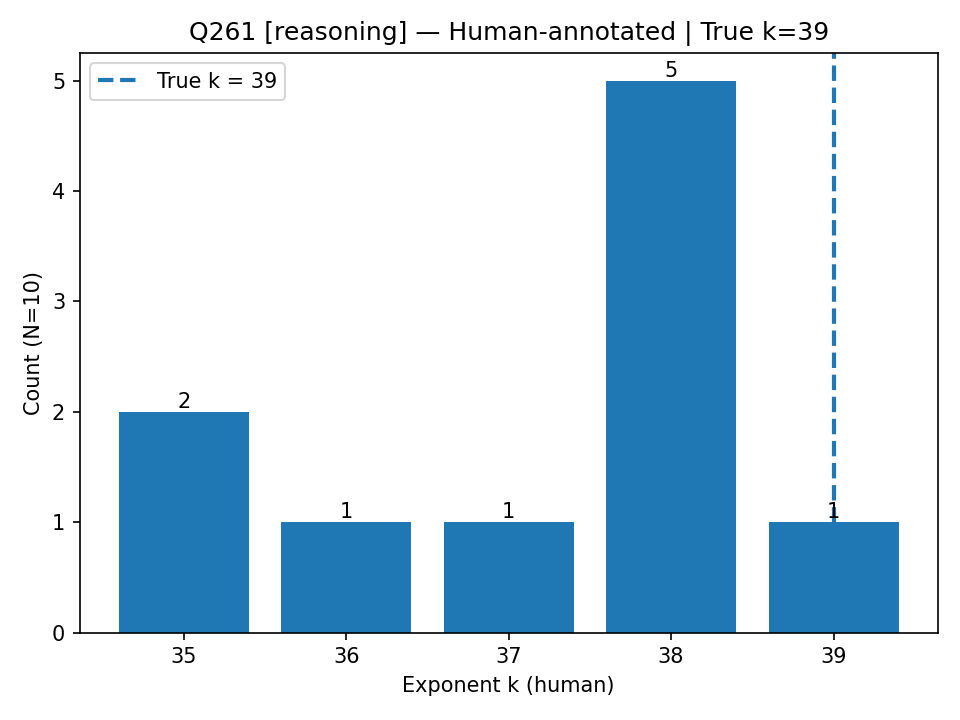 Q261 [reasoning] — Human-annotated | True k=39
True k = 39
Count (N=10)
5
4
3
2
1
0
2
1
1
5
1
35 36 37 38 39
Exponent k (human)